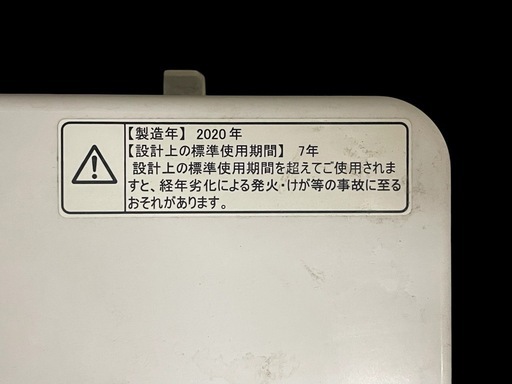 【製造年】 2020年
【設計上の標準使用期間】 7年
設計上の標準使用期間を超えてご使用されま
すと、経年劣化による発火・けが等の事故に至る
おそれがあります。